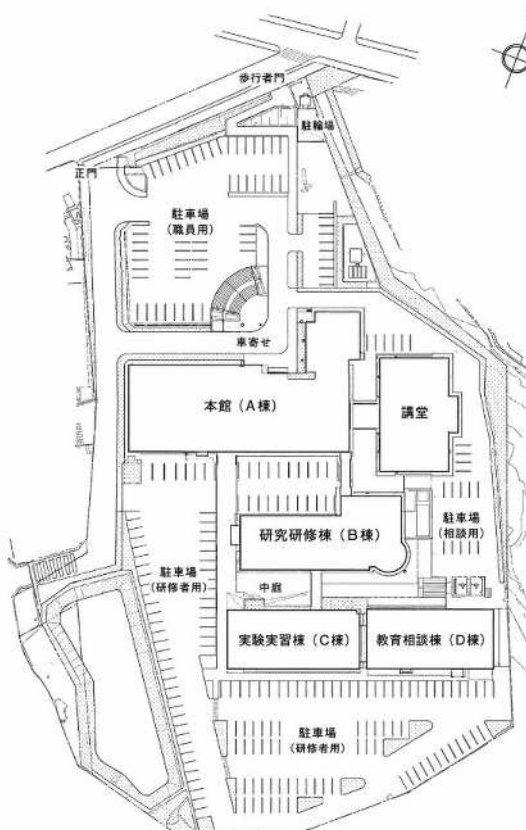 歩行者門
駐輪場
正門
駐車場
(職員用)
車寄せ
本館(A棟)
講堂
駐車場
(相談用)
研究研修棟(B棟)
駐車場
(研修者用)
中庭
実験実習棟(C棟)
教育相談棟(D棟)
駐車場
(研修者用)